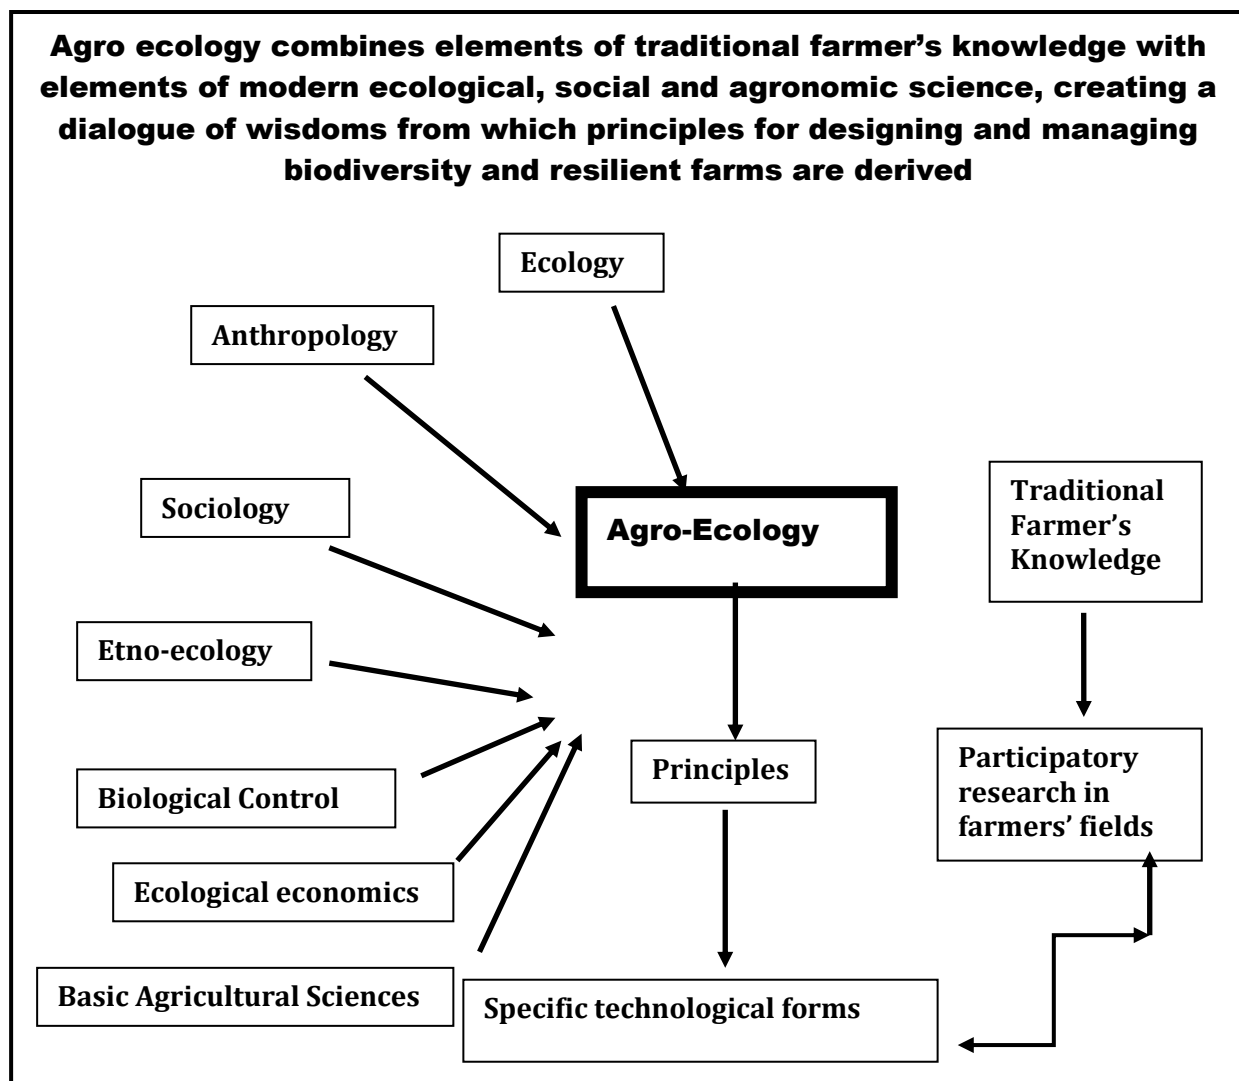 Agro ecology combines elements of traditional farmer’s knowledge with
elements of modern ecological, social and agronomic science, creating a
dialogue of wisdoms from which principles for designing and managing
biodiversity and resilient farms are derived
Ecology
Anthropology
Sociology
Agro-Ecology
Traditional
Farmer’s
Knowledge
Etno-ecology
Biological Control
Principles
Participatory
research in
farmers’ fields
Ecological economics
Basic Agricultural Sciences
Specific technological forms